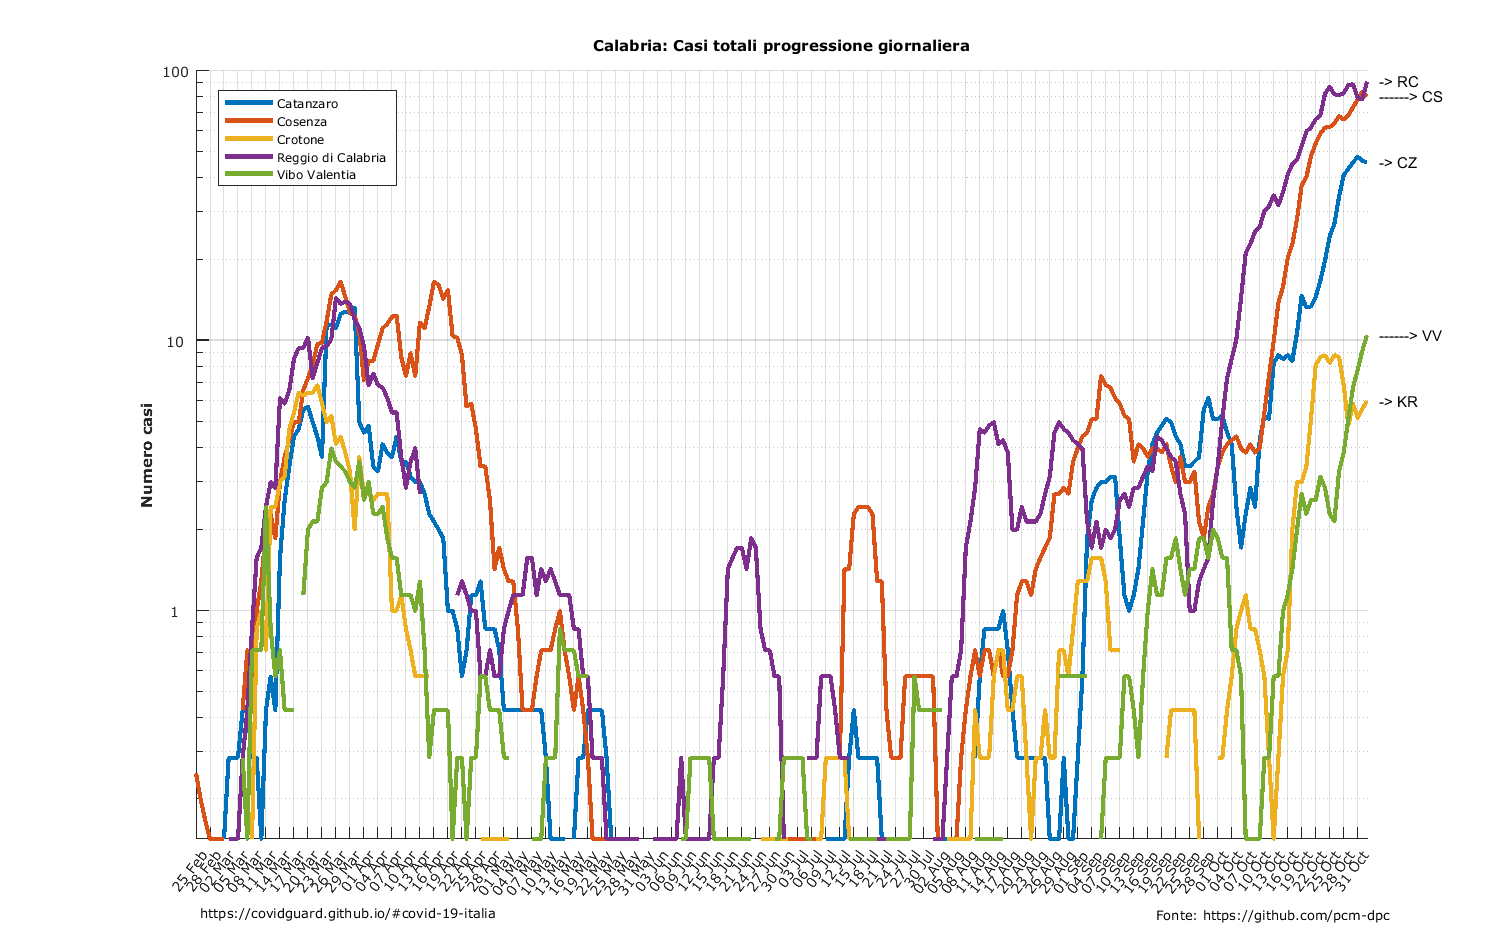 Calabria: Casi totali progressione giornaliera
100
10
1
Numero casi
Catanzaro
Cosenza
Crotone
Reggio di Calabria
Vibo Valentia
-> RC
------> CS
-> CZ
------> VV
-> KR
25 Feb
28 Feb
02 Mar
05 Mar
08 Mar
11 Mar
14 Mar
17 Mar
20 Mar
23 Mar
26 Mar
29 Mar
01 Apr
04 Apr
07 Apr
10 Apr
13 Apr
16 Apr
19 Apr
22 Apr
25 Apr
28 Apr
01 May
04 May
07 May
10 May
13 May
16 May
19 May
22 May
25 May
28 May
31 May
03 Jun
06 Jun
09 Jun
12 Jun
15 Jun
18 Jun
21 Jun
24 Jun
27 Jun
30 Jun
03 Jul
06 Jul
09 Jul
12 Jul
15 Jul
18 Jul
21 Jul
24 Jul
27 Jul
30 Jul
02 Aug
05 Aug
08 Aug
11 Aug
14 Aug
17 Aug
20 Aug
23 Aug
26 Aug
29 Aug
01 Sep
04 Sep
07 Sep
10 Sep
13 Sep
16 Sep
19 Sep
22 Sep
25 Sep
28 Sep
01 Oct
04 Oct
07 Oct
10 Oct
13 Oct
16 Oct
19 Oct
22 Oct
25 Oct
28 Oct
31 Oct
https://covidguard.github.io/#covid-19-italia
Fonte: https://github.com/pcm-dpc